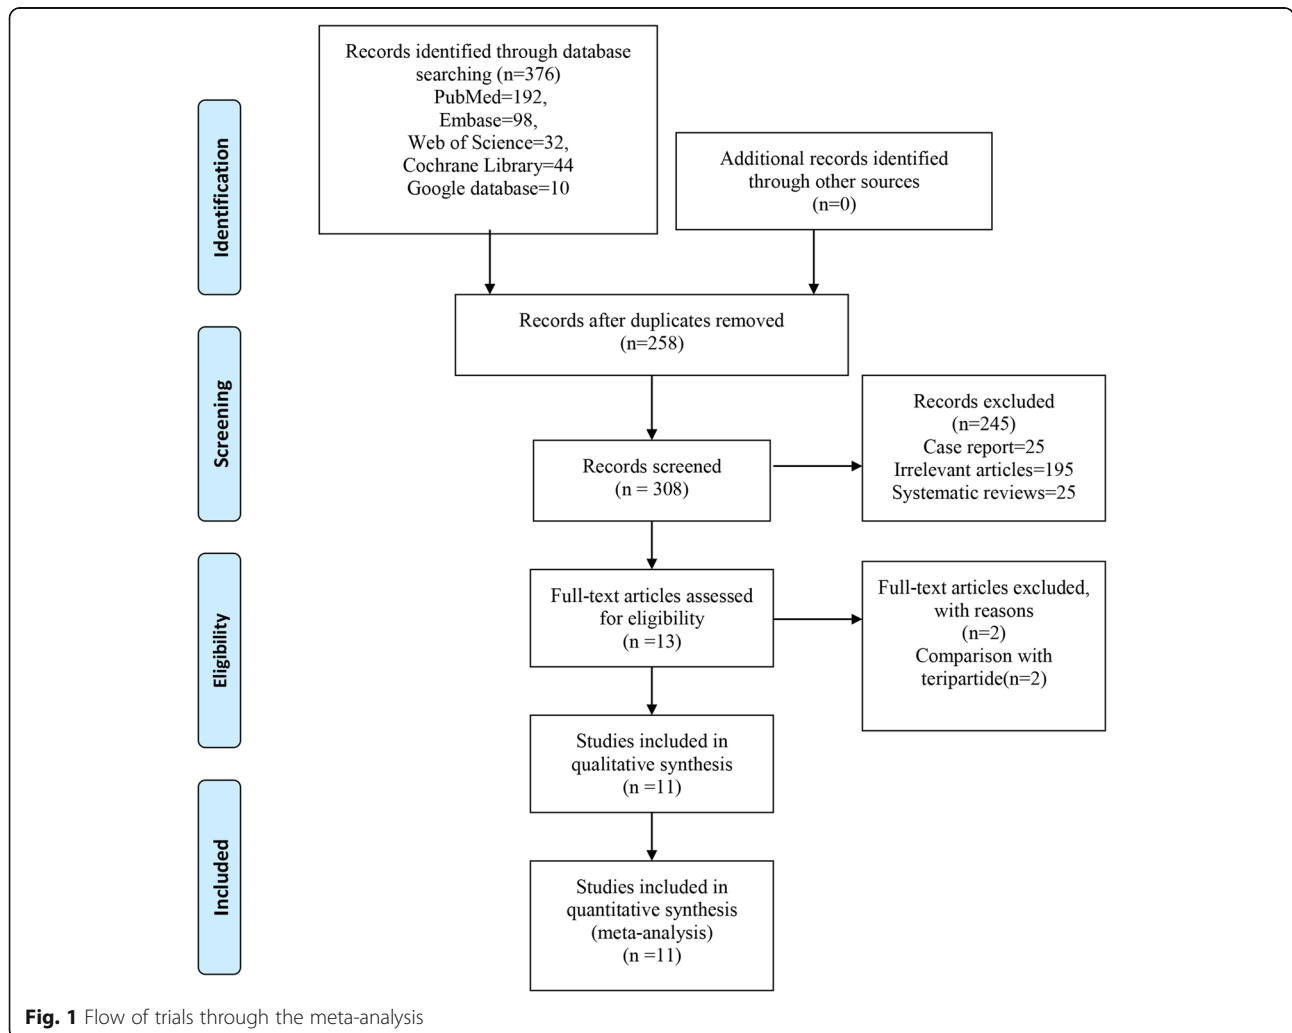 Records identified through database
searching (n=376)
PubMed=192,
Embase=98,
Web of Science=32,
Cochrane Library=44
Google database=10
Additional records identified
through other sources
(n=0)
Identification
Records after duplicates removed
(n=258)
Screening
Records screened
(n = 308)
Records excluded
(n=245)
Case report=25
Irrelevant articles=195
Systematic reviews=25
Eligibility
Full-text articles assessed
for eligibility
(n =13)
Full-text articles excluded,
with reasons
(n=2)
Comparison with
teripartide(n=2)
Studies included in
qualitative synthesis
(n =11)
Included
Studies included in
quantitative synthesis
(meta-analysis)
(n =11)
Fig. 1 Flow of trials through the meta-analysis